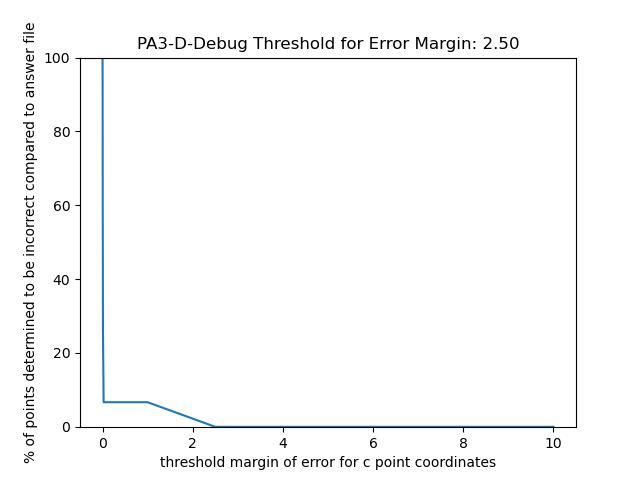 PA3-D-Debug Threshold for Error Margin: 2.50
% of points determined to be incorrect compared to answer file
100
80
60
40
20
0
0 2 4 6 8 10
threshold margin of error for c point coordinates